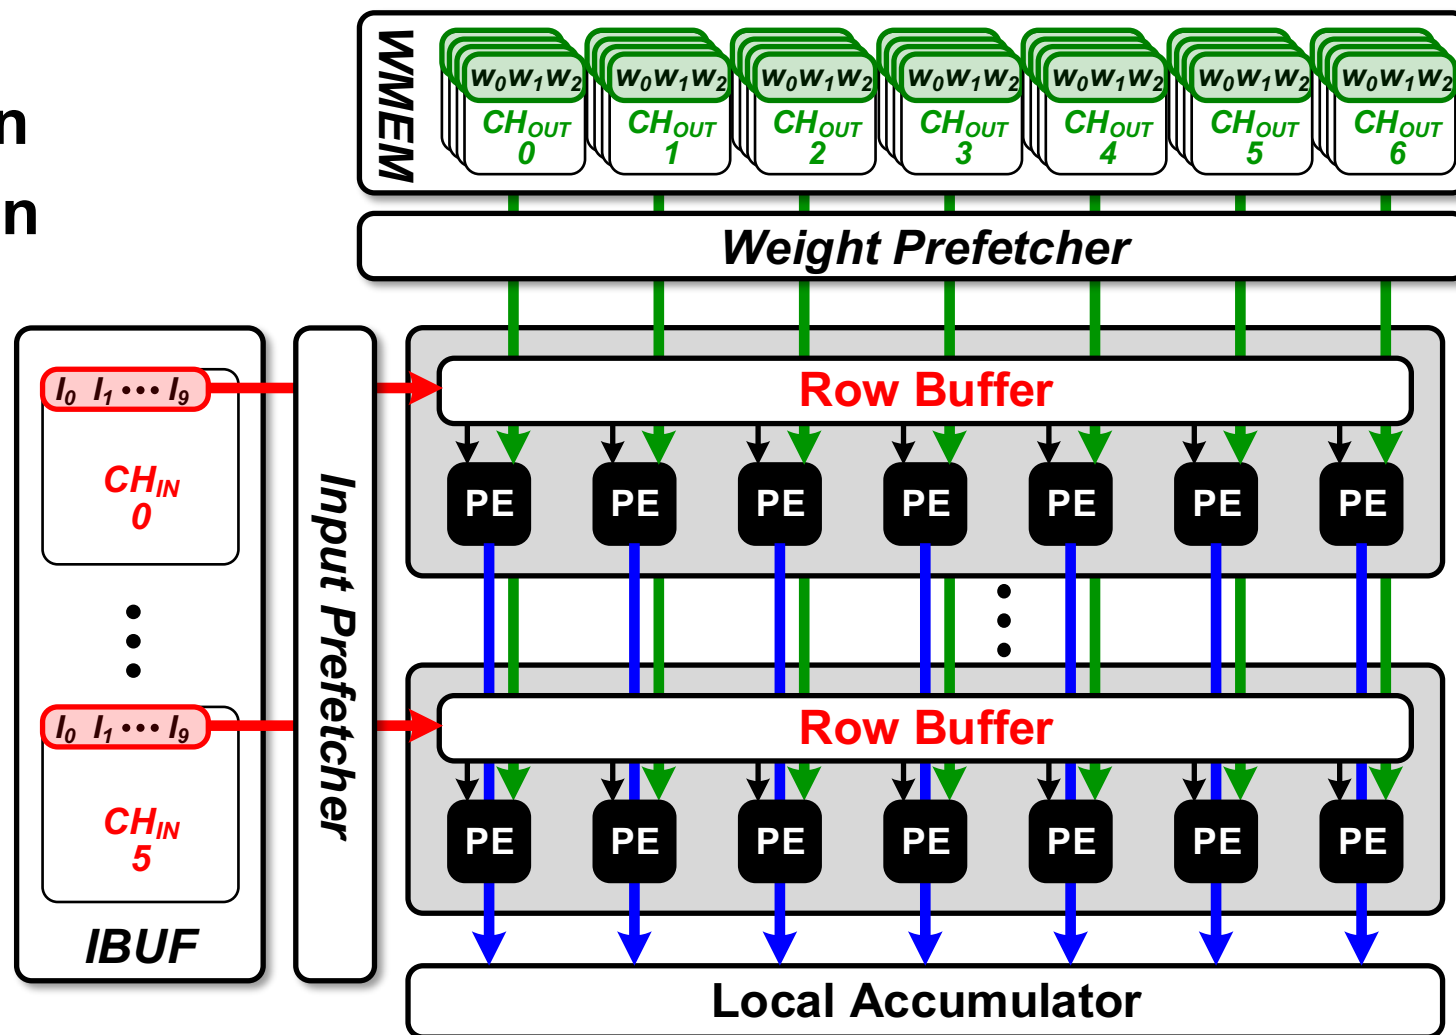 n
n
WMEM
w0w1w2 w0w1w2 w0w1w2 w0w1w2 w0w1w2 w0w1w2 w0w1w2
CHOUT CHOUT CHOUT CHOUT CHOUT CHOUT CHOUT
0 1 2 3 4 5 6
Weight Prefetcher
I0 I1 ••• I9
CHIN
0
I0 I1 ••• I9
CHIN
5
IBUF
Input Prefetcher
Row Buffer
PE PE PE PE PE PE PE
Row Buffer
PE PE PE PE PE PE PE
Local Accumulator